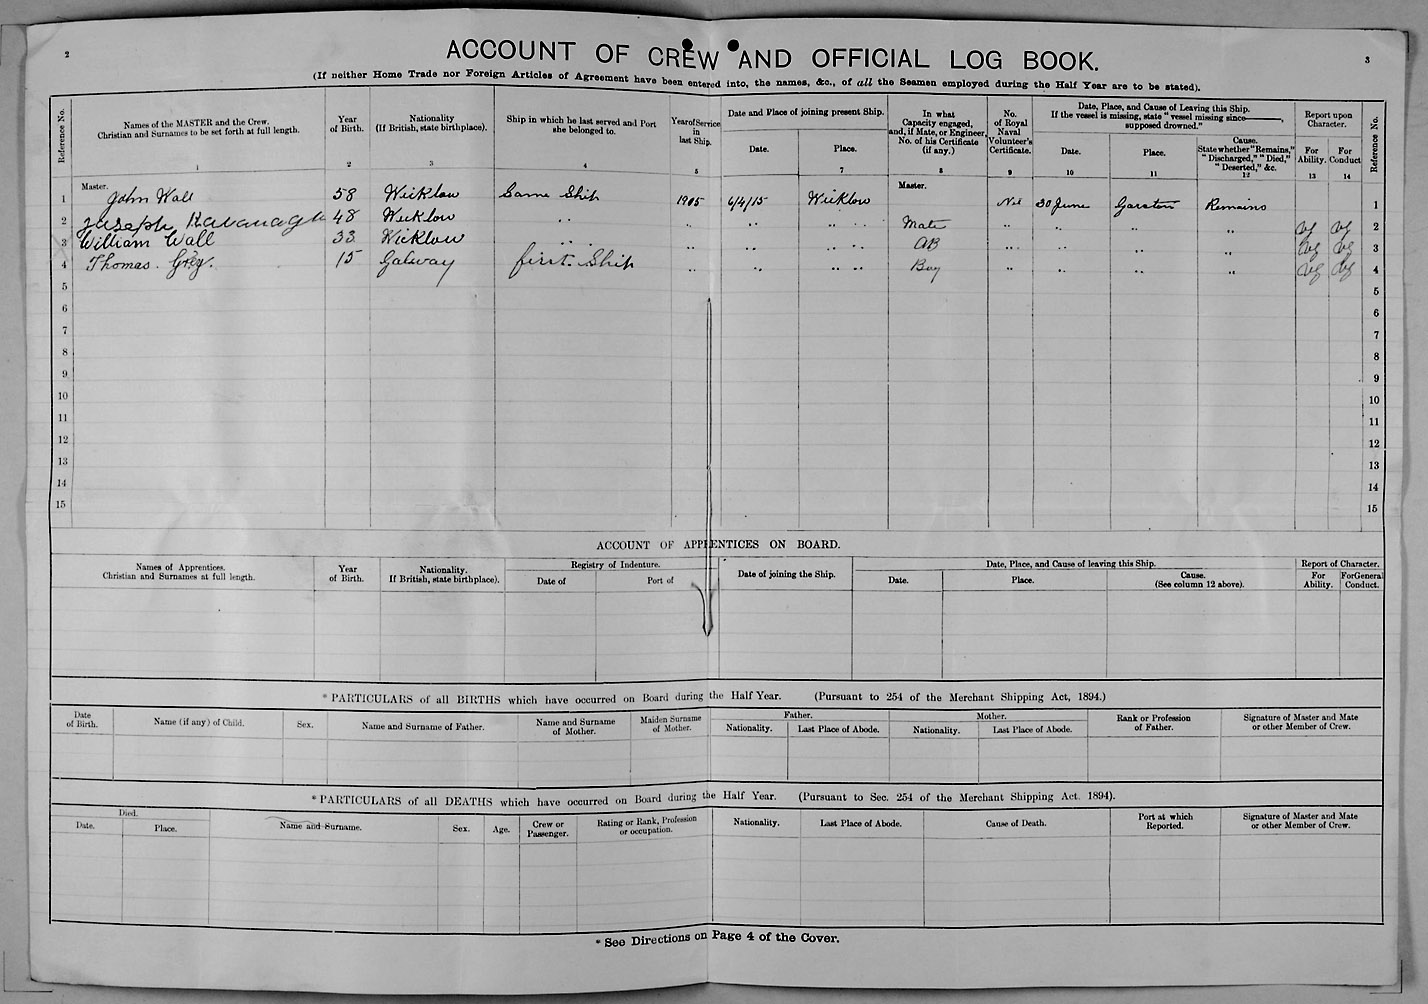 2
3
ACCOUNT OF CREW AND OFFICIAL LOG BOOK.
(If neither Home Trade nor Foreign Articles of Agreement have been entered into, the names, &c., of all the Seamen employed during the Half Year are to be stated).
Reference No. Names of the MASTER and the Crew. Christian and Surnames to be set forth at full length. 1 Year of Birth. 2 Nationality (If British, state birthplace). 3 Ship in which he last served and Port she belonged to. 4 Year of Service in last Ship. 5 Date and Place of joining present Ship. Date. Place. 7 In what Capacity engaged, and, if Mate, or Engineer, No. of his Certificate (if any.) 8 No. of Royal Naval Volunteer's Certificate. 9 Date, Place, and Cause of Leaving this Ship. If the vessel is missing, state "vessel missing since———, supposed drowned." Date. 10 Place. 11 Cause. State whether "Remains," "Discharged," "Died," "Deserted," &c. 12 Report upon Character. For Ability. 13 For Conduct 14 Reference No.
Master. Master.
1 John Wall 58 Wicklow Same Ship 1905 6/4/15 Wicklow Nil 30 June Garston Remains 1
2 Joseph Kavanagh 48 Wicklow " " " " " Mate " " " " VG VG 2
3 William Wall 33 Wicklow " " " " " " AB " " " " VG VG 3
4 Thomas Grey. 15 Galway first Ship " " " " Boy " " " " VG VG 4
5 5
6 6
7 7
8 8
9 9
10 10
11 11
12 12
13 13
14 14
15 15
ACCOUNT OF APPRENTICES ON BOARD.
Names of Apprentices. Christian and Surnames at full length. Year of Birth. Nationality. If British, state birthplace). Registry of Indenture. Date of Port of Date of joining the Ship. Date, Place, and Cause of leaving this Ship. Date. Place. Cause. (See column 12 above). Report of Character. For Ability. For General Conduct.
* PARTICULARS of all BIRTHS which have occurred on Board during the Half Year. (Pursuant to 254 of the Merchant Shipping Act, 1894.)
Date of Birth. Name (if any) of Child. Sex. Name and Surname of Father. Name and Surname of Mother. Maiden Surname of Mother. Father. Nationality. Last Place of Abode. Mother. Nationality. Last Place of Abode. Rank or Profession of Father. Signature of Master and Mate or other Member of Crew.
* PARTICULARS of all DEATHS which have occurred on Board during the Half Year. (Pursuant to Sec. 254 of the Merchant Shipping Act. 1894).
Died. Date. Place. Name and Surname. Sex. Age. Crew or Passenger. Rating or Rank, Profession or occupation. Nationality. Last Place of Abode. Cause of Death. Port at which Reported. Signature of Master and Mate or other Member of Crew.
* See Directions on Page 4 of the Cover.